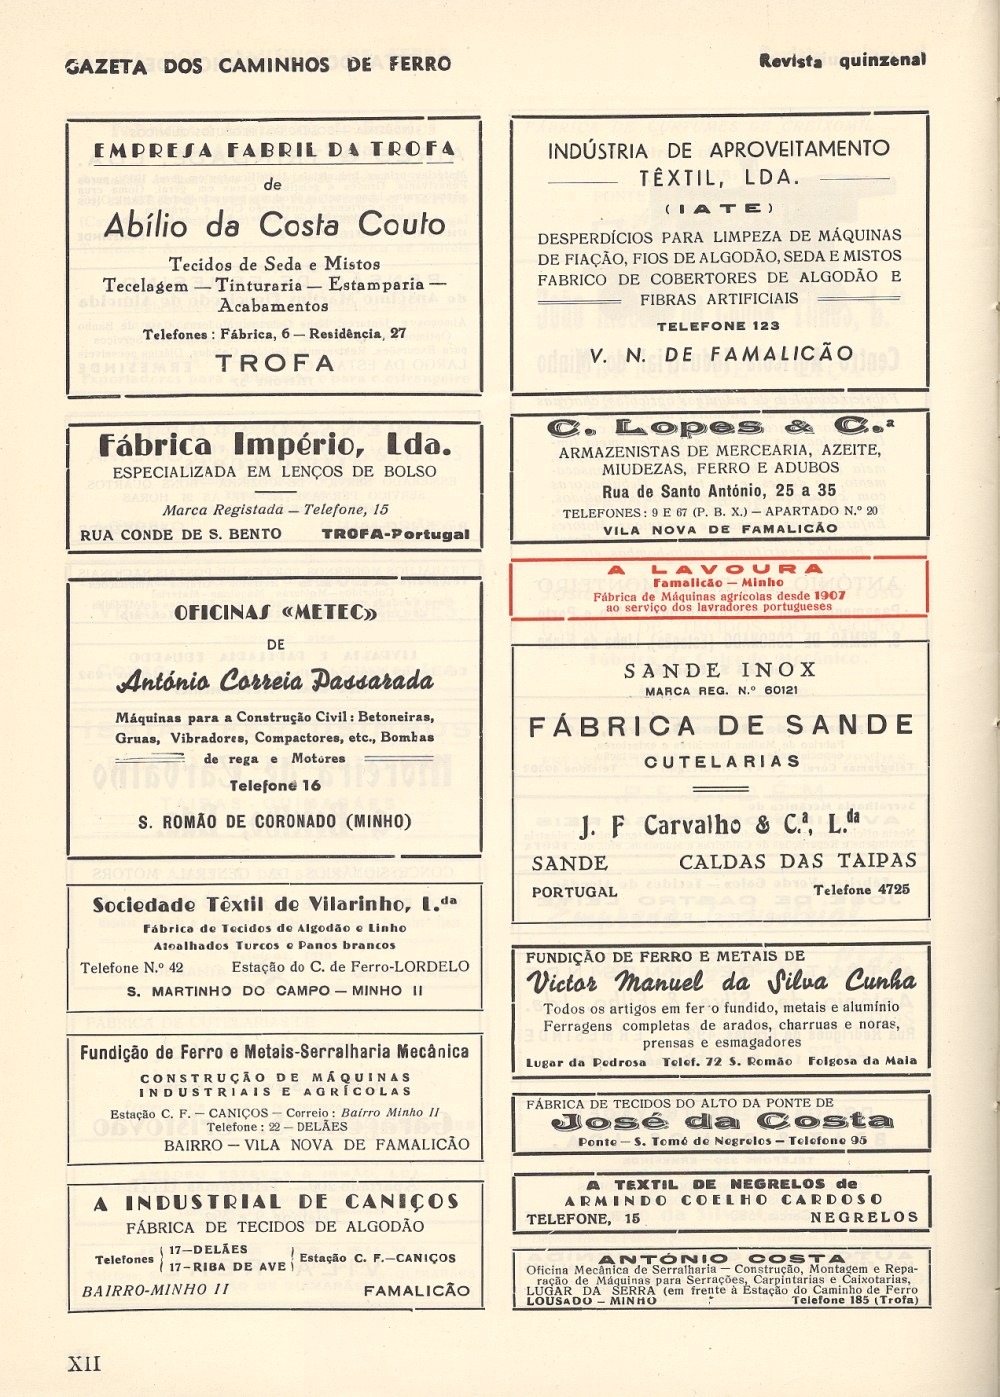 GAZETA DOS CAMINHOS DE FERRO
Revista quinzenal
EMPRESA FABRIL DA TROFA
de
Abílio da Costa Couto
Tecidos de Seda e Mistos
Tecelagem — Tinturaria — Estamparia —
Acabamentos
Telefones : Fábrica, 6 — Residência, 27
TROFA
Fábrica Império, Lda.
ESPECIALIZADA EM LENÇOS DE BOLSO
Marca Registada — Telefone, 15
RUA CONDE DE S. BENTO TROFA-Portugal
OFICINAS «METEC»
DE
António Correia Passarada
Máquinas para a Construção Civil : Betoneiras,
Gruas, Vibradores, Compactores, etc., Bombas
de rega e Motores
Telefone 16
S. ROMÃO DE CORONADO (MINHO)
Sociedade Têxtil de Vilarinho, L.da
Fábrica de Tecidos de Algodão e Linho
Atoalhados Turcos e Panos brancos
Telefone N.º 42 Estação do C. de Ferro-LORDELO
S. MARTINHO DO CAMPO — MINHO II
Fundição de Ferro e Metais-Serralharia Mecânica
CONSTRUÇÃO DE MÁQUINAS
INDUSTRIAIS E AGRÍCOLAS
Estação C. F. — CANIÇOS — Correio : Bairro Minho II
Telefone : 22 — DELÃES
BAIRRO — VILA NOVA DE FAMALICÃO
A INDUSTRIAL DE CANIÇOS
FÁBRICA DE TECIDOS DE ALGODÃO
Telefones { 17—DELÃES
17—RIBA DE AVE } Estação C. F.—CANIÇOS
BAIRRO-MINHO II FAMALICÃO
INDÚSTRIA DE APROVEITAMENTO
TÊXTIL, LDA.
(IATE)
DESPERDÍCIOS PARA LIMPEZA DE MÁQUINAS
DE FIAÇÃO, FIOS DE ALGODÃO, SEDA E MISTOS
FABRICO DE COBERTORES DE ALGODÃO E
FIBRAS ARTIFICIAIS
TELEFONE 123
V. N. DE FAMALICÃO
C. Lopes & C.ª
ARMAZENISTAS DE MERCEARIA, AZEITE,
MIUDEZAS, FERRO E ADUBOS
Rua de Santo António, 25 a 35
TELEFONES : 9 E 67 (P. B. X.) — APARTADO N.º 20
VILA NOVA DE FAMALICÃO
A LAVOURA
Famalicão — Minho
Fábrica de Máquinas agrícolas desde 1907
ao serviço dos lavradores portugueses
SANDE INOX
MARCA REG. N.º 60121
FÁBRICA DE SANDE
CUTELARIAS
J. F Carvalho & C.ª, L.da
SANDE CALDAS DAS TAIPAS
PORTUGAL Telefone 4725
FUNDIÇÃO DE FERRO E METAIS DE
Victor Manuel da Silva Cunha
Todos os artigos em fer o fundido, metais e alumínio
Ferragens completas, de arados, charruas e noras,
prensas e esmagadores
Lugar da Pedrosa Telef. 72 S. Romão Folgosa da Maia
FÁBRICA DE TECIDOS DO ALTO DA PONTE DE
José da Costa
Ponte — S. Tomé de Negrelos — Telefone 95
A TEXTIL DE NEGRELOS de
ARMINDO COELHO CARDOSO
TELEFONE, 15 NEGRELOS
ANTÓNIO COSTA
Oficina Mecânica de Serralharia — Construção, Montagem e Repa-
ração de Máquinas para Serrações, Carpintarias e Caixotarias,
LUGAR DA SERRA (em frente à Estação do Caminho de Ferro
LOUSADO — MINHO Telefone 185 (Trofa)
XII